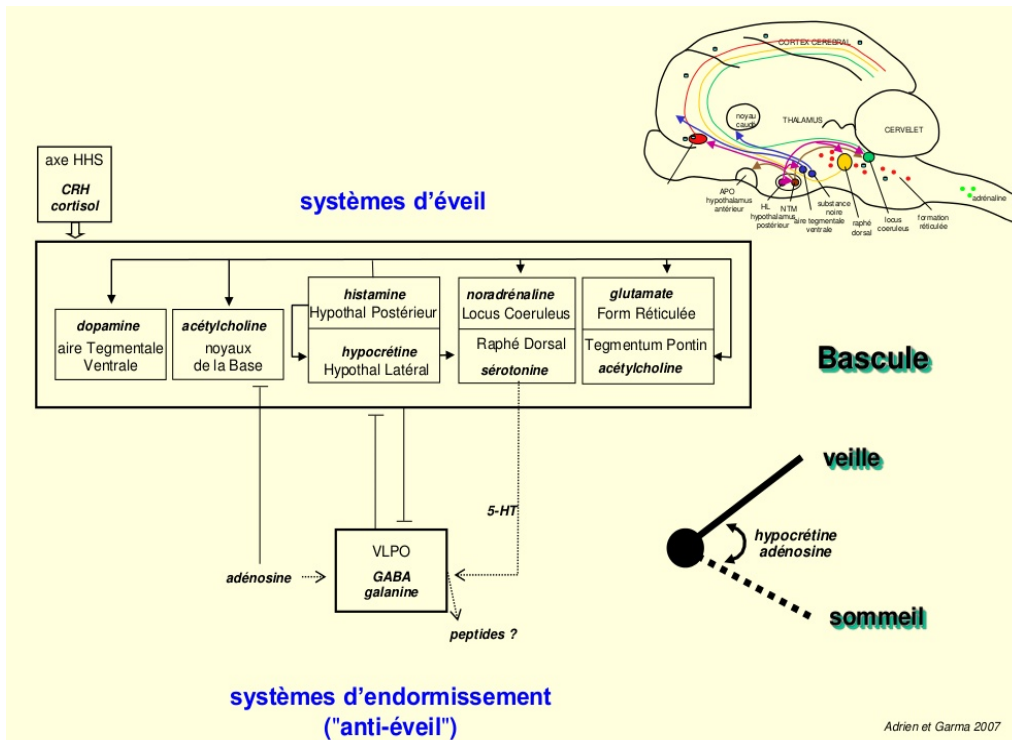 CORTEX CEREBRAL
noyau
caudé
THALAMUS
CERVELET
APO
hypothalamus
antérieur
HL
hypothalamus
postérieur
NTM
aire tegmentale
ventrale
substance
noire
raphé
dorsal
locus
coeruleus
formation
réticulée
adrénaline
axe HHS
CRH
cortisol
systèmes d'éveil
dopamine
aire Tegmentale
Ventrale
acétylcholine
noyaux
de la Base
histamine
Hypothal Postérieur
hypocrétine
Hypothal Latéral
noradrénaline
Locus Coeruleus
Raphé Dorsal
sérotonine
glutamate
Form Réticulée
Tegmentum Pontin
acétylcholine
Bascule
veille
hypocrétine
adénosine
sommeil
5-HT
adénosine
VLPO
GABA
galanine
peptides ?
systèmes d'endormissement
("anti-éveil")
Adrien et Garma 2007